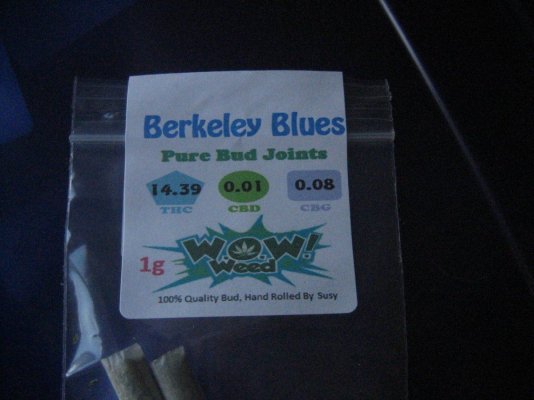 Berkeley Blues
Pure Bud Joints
14.39 0.01 0.08
THC CBD CBG
W.O.W!
Weed
1g
100% Quality Bud, Hand Rolled By Susy